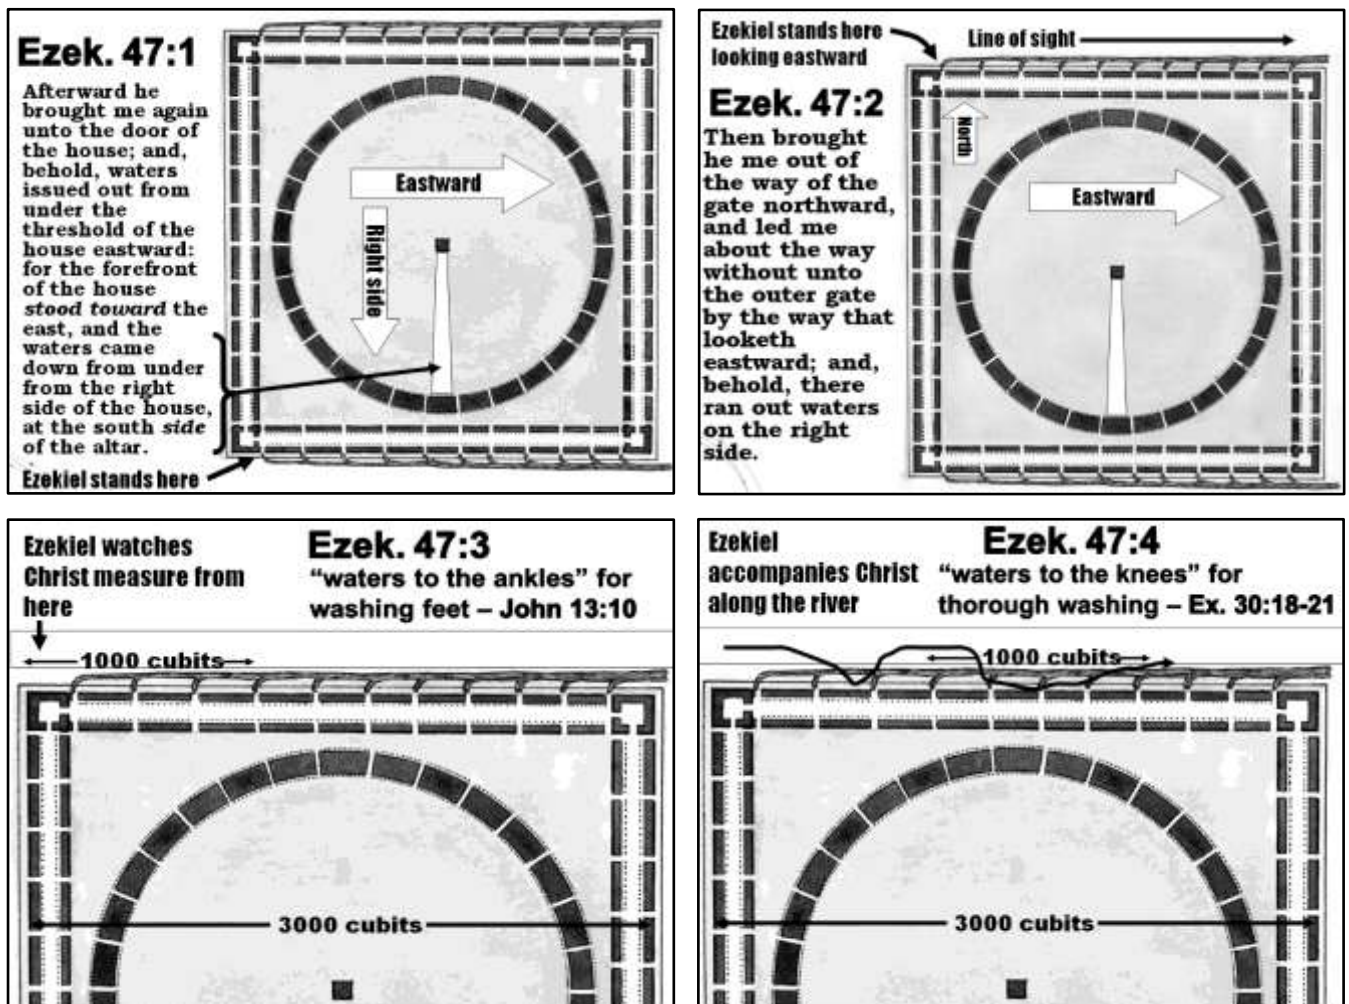 Ezek. 47:1
Afterward he
brought me again
unto the door of
the house; and,
behold, waters
issued out from
under the
threshold of the
house eastward:
for the forefront
of the house
stood toward the
east, and the
waters came
down from under
from the right
side of the house,
at the south side
of the altar.
Ezekiel stands here
Eastward
Right side
Ezekiel stands here
looking eastward
Line of sight
Ezek. 47:2
Then brought
he me out of
the way of the
gate northward,
and led me
about the way
without unto
the outer gate
by the way that
looketh
eastward; and,
behold, there
ran out waters
on the right
side.
North
Eastward
Ezekiel watches
Christ measure from
here
Ezek. 47:3
“waters to the ankles” for
washing feet – John 13:10
1000 cubits
3000 cubits
Ezekiel
accompanies Christ
along the river
Ezek. 47:4
“waters to the knees” for
thorough washing – Ex. 30:18-21
1000 cubits
3000 cubits